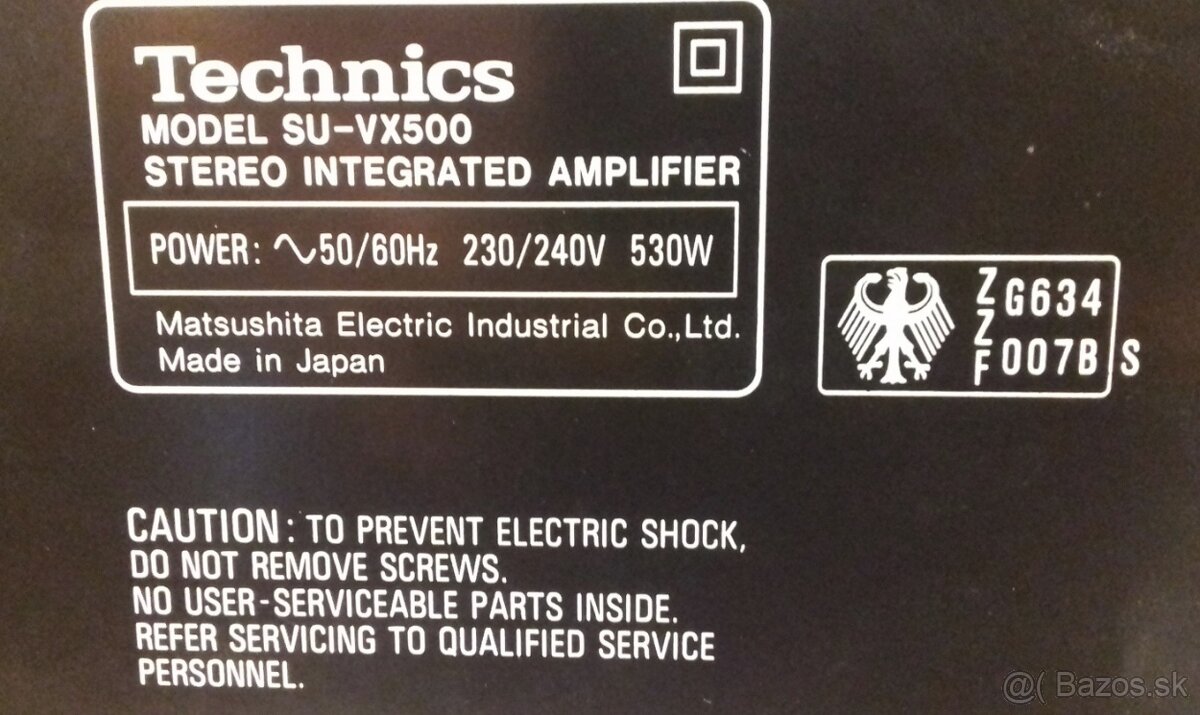 Technics
MODEL SU-VX500
STEREO INTEGRATED AMPLIFIER
POWER: ∿50/60Hz 230/240V 530W
Matsushita Electric Industrial Co.,Ltd.
Made in Japan
ZZF
G634
007B S
CAUTION: TO PREVENT ELECTRIC SHOCK,
DO NOT REMOVE SCREWS.
NO USER-SERVICEABLE PARTS INSIDE.
REFER SERVICING TO QUALIFIED SERVICE
PERSONNEL.
@( Bazos.sk